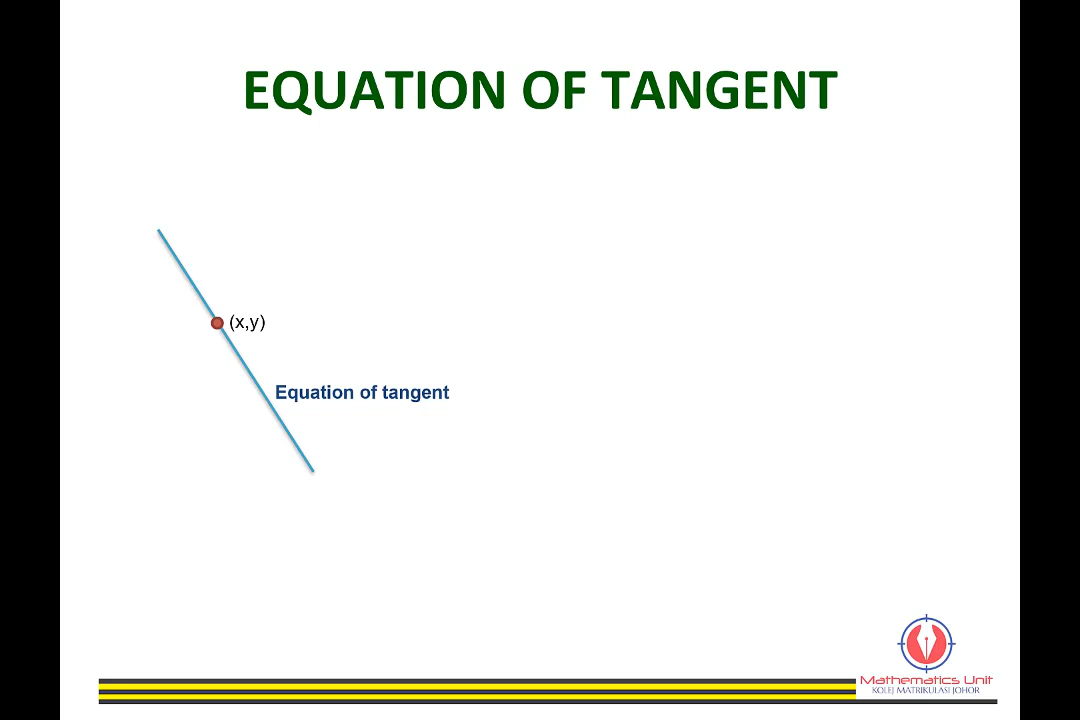 EQUATION OF TANGENT
(x,y)
Equation of tangent
Mathematics Unit
KOLEJ MATRIKULASI JOHOR